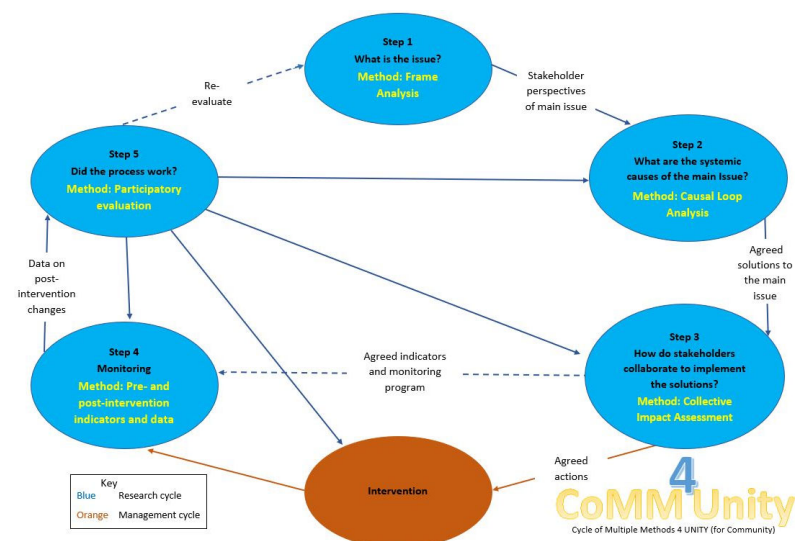 Step 1
What is the issue?
Method: Frame
Analysis
Re-
evaluate
Stakeholder
perspectives
of main issue
Step 5
Did the process work?
Method: Participatory
evaluation
Step 2
What are the systemic
causes of the main Issue?
Method: Causal Loop
Analysis
Data on
post-
intervention
changes
Agreed
solutions to
the main
issue
Step 4
Monitoring
Method: Pre- and
post-intervention
indicators and data
Agreed indicators
and monitoring
program
Step 3
How do stakeholders
collaborate to implement
the solutions?
Method: Collective
Impact Assessment
Intervention
Agreed
actions
Key
Blue Research cycle
Orange Management cycle
4
CoMM Unity
Cycle of Multiple Methods 4 UNITY (for Community)